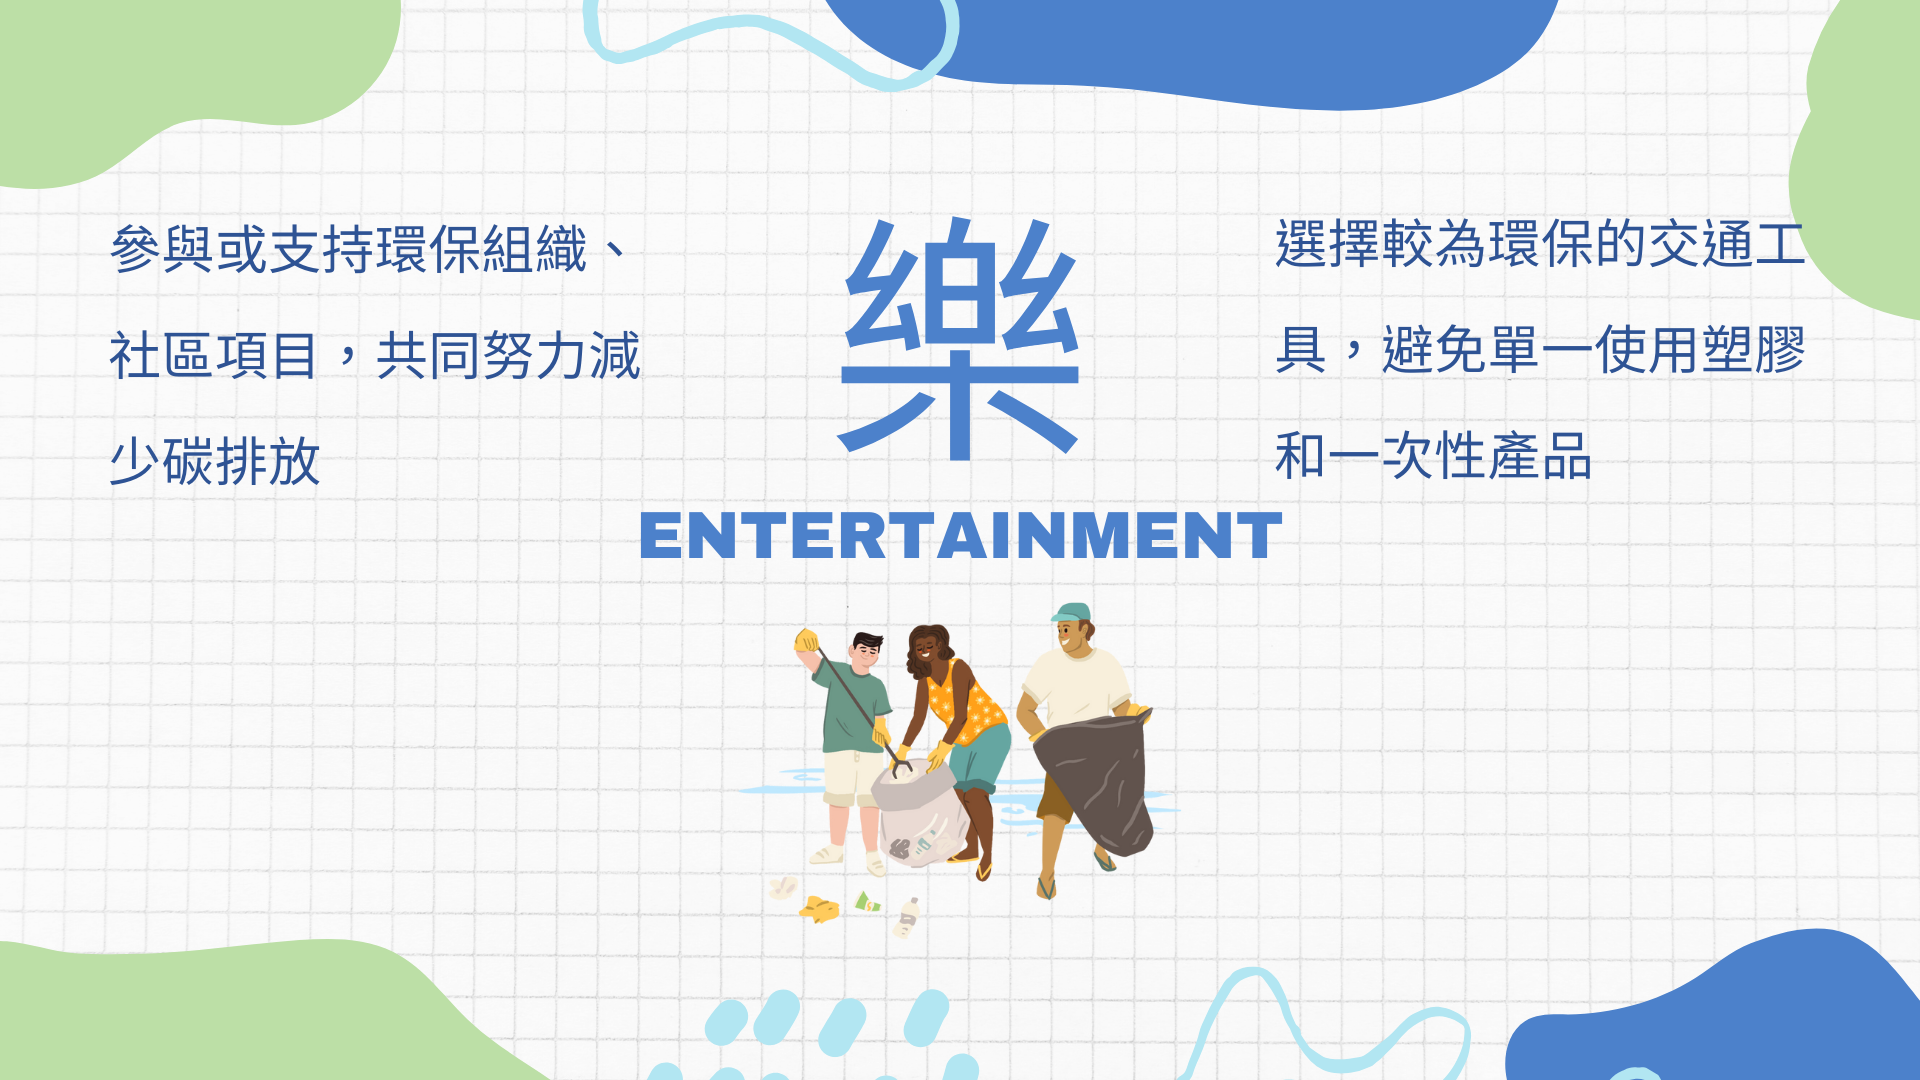 參與或支持環保組織、
社區項目，共同努力減
少碳排放
樂
ENTERTAINMENT
選擇較為環保的交通工
具，避免單一使用塑膠
和一次性產品